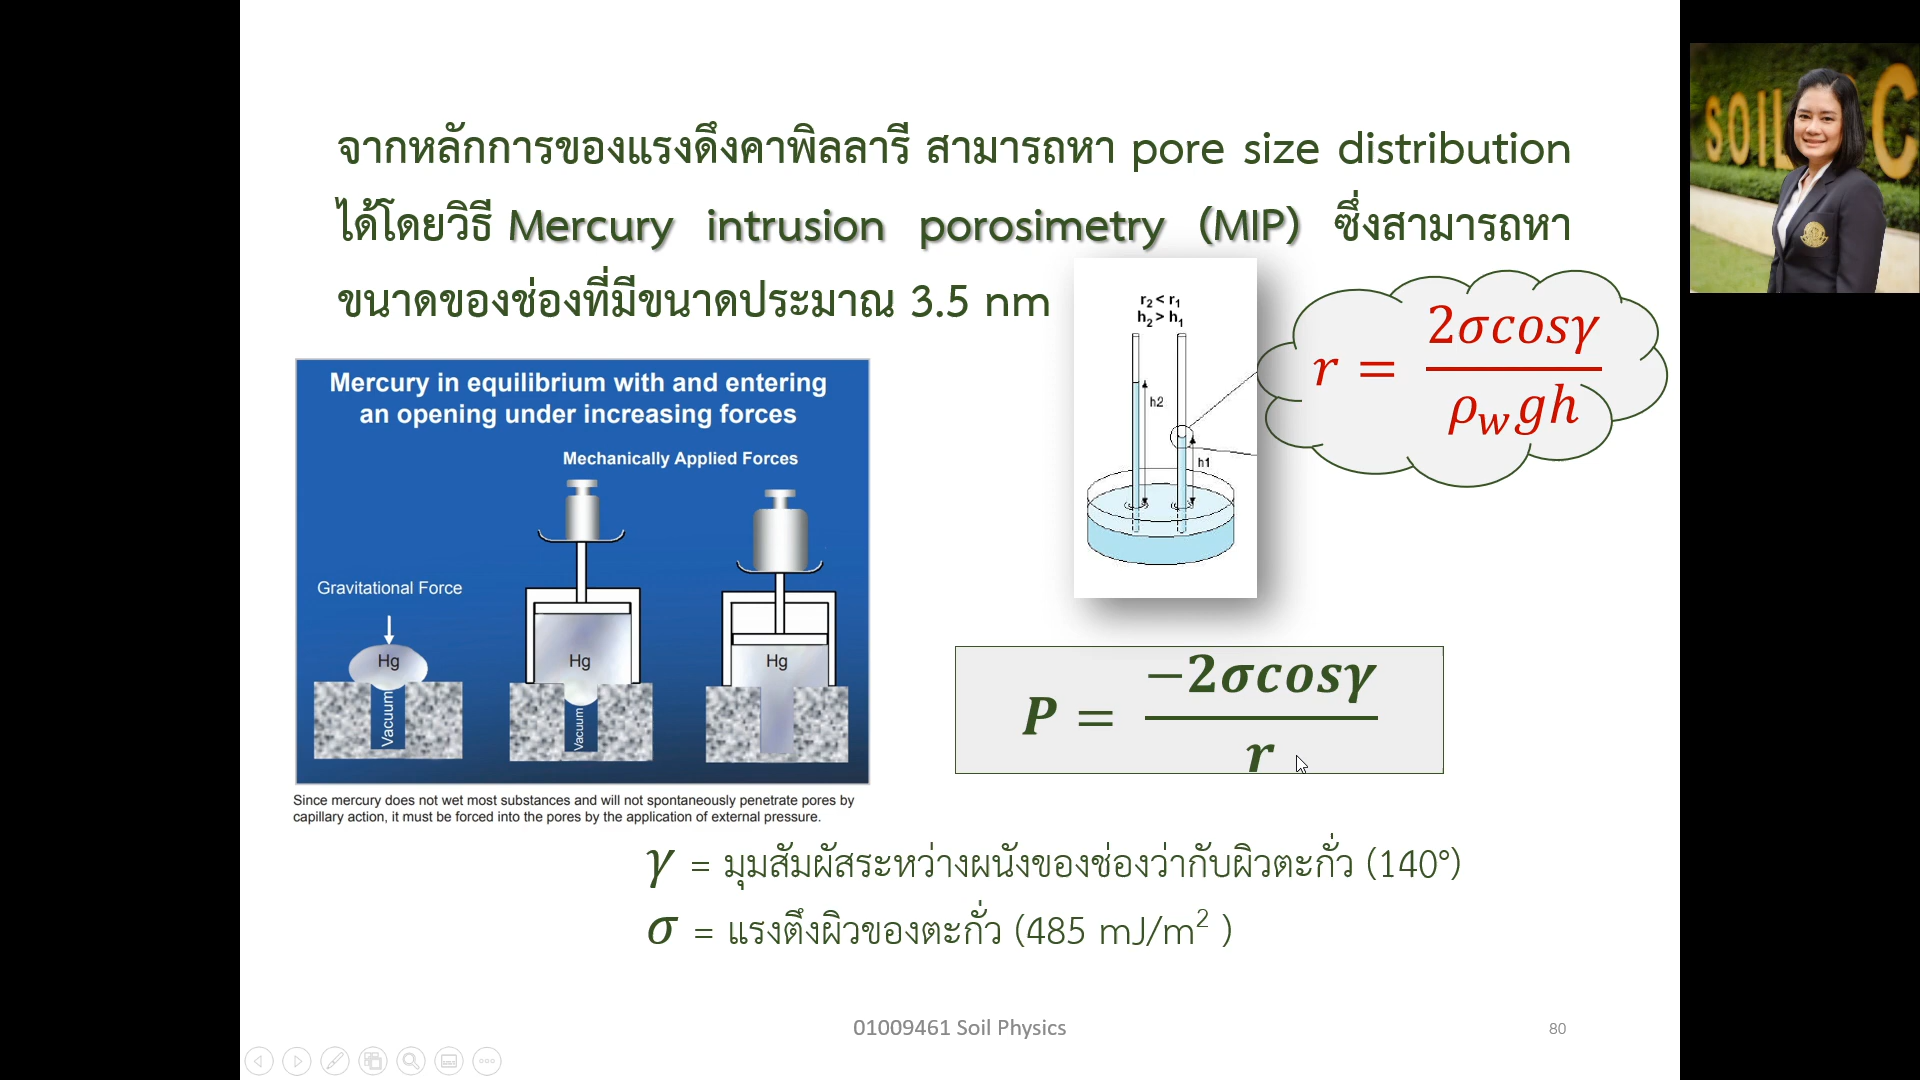 จากหลักการของแรงดึงคาพิลลารี สามารถหา pore size distribution
ได้โดยวิธี Mercury intrusion porosimetry (MIP) ซึ่งสามารถหา
ขนาดของช่องที่มีขนาดประมาณ 3.5 nm
r₂ < r₁
h₂ > h₁
h2
h1
r = 2σcosγ / ρ_w gh
Mercury in equilibrium with and entering
an opening under increasing forces
Mechanically Applied Forces
Gravitational Force
Hg
Hg
Hg
Vacuum
Vacuum
Since mercury does not wet most substances and will not spontaneously penetrate pores by
capillary action, it must be forced into the pores by the application of external pressure.
P = −2σcosγ / r
γ = มุมสัมผัสระหว่างผนังของช่องว่ากับผิวตะกั่ว (140°)
σ = แรงตึงผิวของตะกั่ว (485 mJ/m² )
01009461 Soil Physics
80
SOIL
C